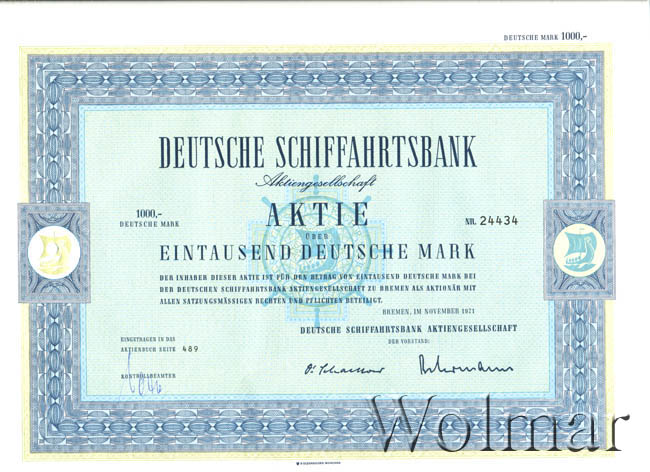 DEUTSCHE MARK 1000,-
DEUTSCHE SCHIFFAHRTSBANK
Aktiengesellschaft
1000,-
DEUTSCHE MARK
AKTIE
NR. 24434
ÜBER
EINTAUSEND DEUTSCHE MARK
DER INHABER DIESER AKTIE IST FÜR DEN BETRAG VON EINTAUSEND DEUTSCHE MARK BEI
DER DEUTSCHEN SCHIFFAHRTSBANK AKTIENGESELLSCHAFT ZU BREMEN ALS AKTIONÄR MIT
ALLEN SATZUNGSMÄSSIGEN RECHTEN UND PFLICHTEN BETEILIGT.
BREMEN, IM NOVEMBER 1971
DEUTSCHE SCHIFFAHRTSBANK AKTIENGESELLSCHAFT
DER VORSTAND:
EINGETRAGEN IN DAS
AKTIENBUCH SEITE 489
KONTROLLBEAMTER
Wolmar